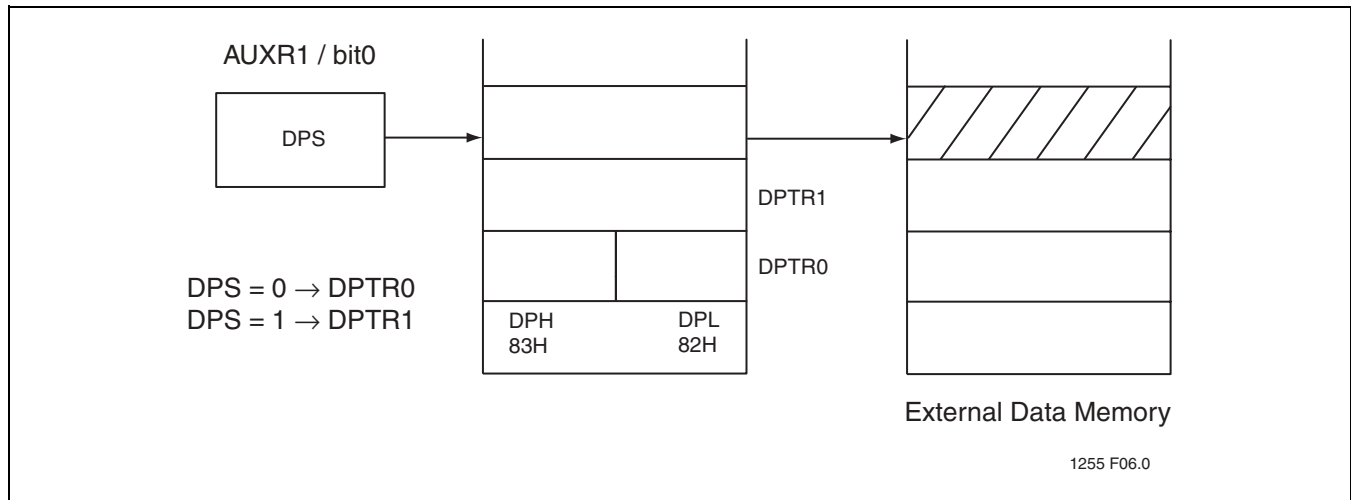 AUXR1 / bit0
DPS
DPTR1
DPTR0
DPS = 0 → DPTR0
DPS = 1 → DPTR1
DPH DPL
83H 82H
External Data Memory
1255 F06.0